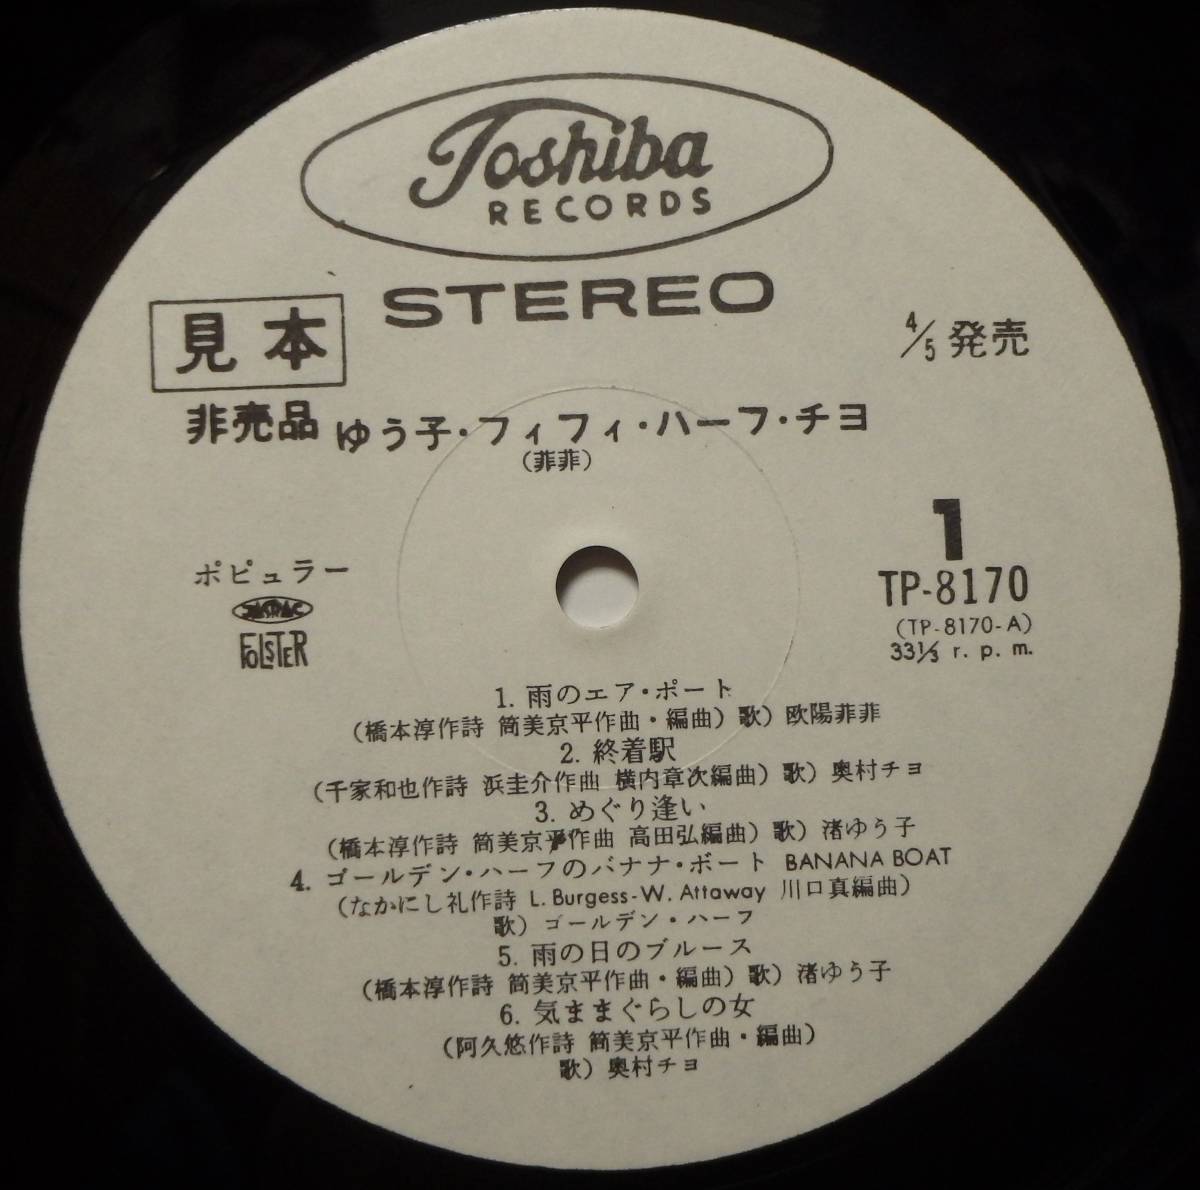 Toshiba
RECORDS
STEREO
見本
4/5 発売
非売品
ゆう子・フィフィ・ハーフ・チヨ
(菲菲)
1
ポピュラー
TP-8170
JASRAC
(TP-8170-A)
FOLSTER
33⅓ r. p. m.
1. 雨のエア・ポート
(橋本淳作詩 筒美京平作曲・編曲) 歌) 欧陽菲菲
2. 終着駅
(千家和也作詩 浜圭介作曲 横内章次編曲) 歌) 奥村チヨ
3. めぐり逢い
(橋本淳作詩 筒美京平作曲 高田弘編曲) 歌) 渚ゆう子
4. ゴールデン・ハーフのバナナ・ボート BANANA BOAT
(なかにし礼作詩 L. Burgess-W. Attaway 川口真編曲)
歌) ゴールデン・ハーフ
5. 雨の日のブルース
(橋本淳作詩 筒美京平作曲・編曲) 歌) 渚ゆう子
6. 気ままぐらしの女
(阿久悠作詩 筒美京平作曲・編曲)
歌) 奥村チヨ